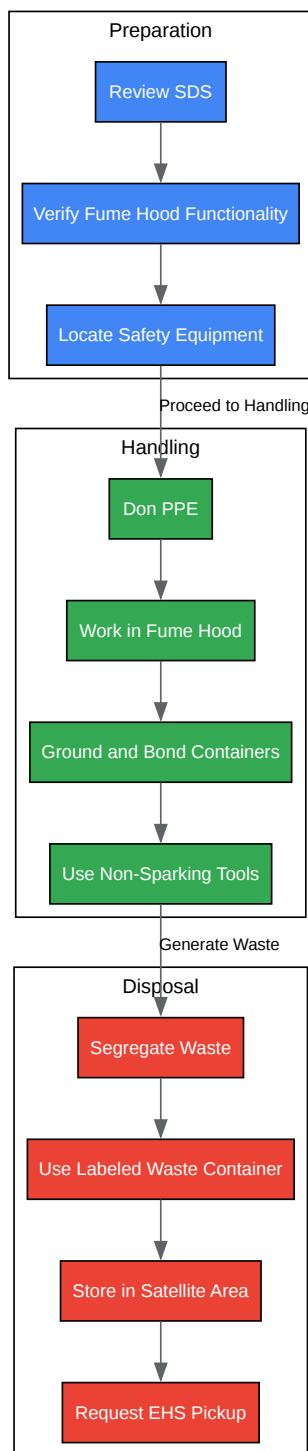 Preparation
Review SDS
Verify Fume Hood Functionality
Locate Safety Equipment
Proceed to Handling
Handling
Don PPE
Work in Fume Hood
Ground and Bond Containers
Use Non-Sparking Tools
Generate Waste
Disposal
Segregate Waste
Use Labeled Waste Container
Store in Satellite Area
Request EHS Pickup